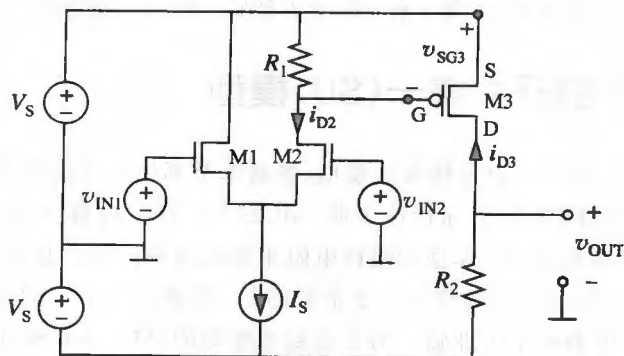 +
v_SG3
R_1
S
V_S
+
−
−
G
M3
i_D2
D
M1
M2
i_D3
v_IN1
+
−
+
−
v_IN2
+
v_OUT
−
V_S
+
−
I_S
R_2